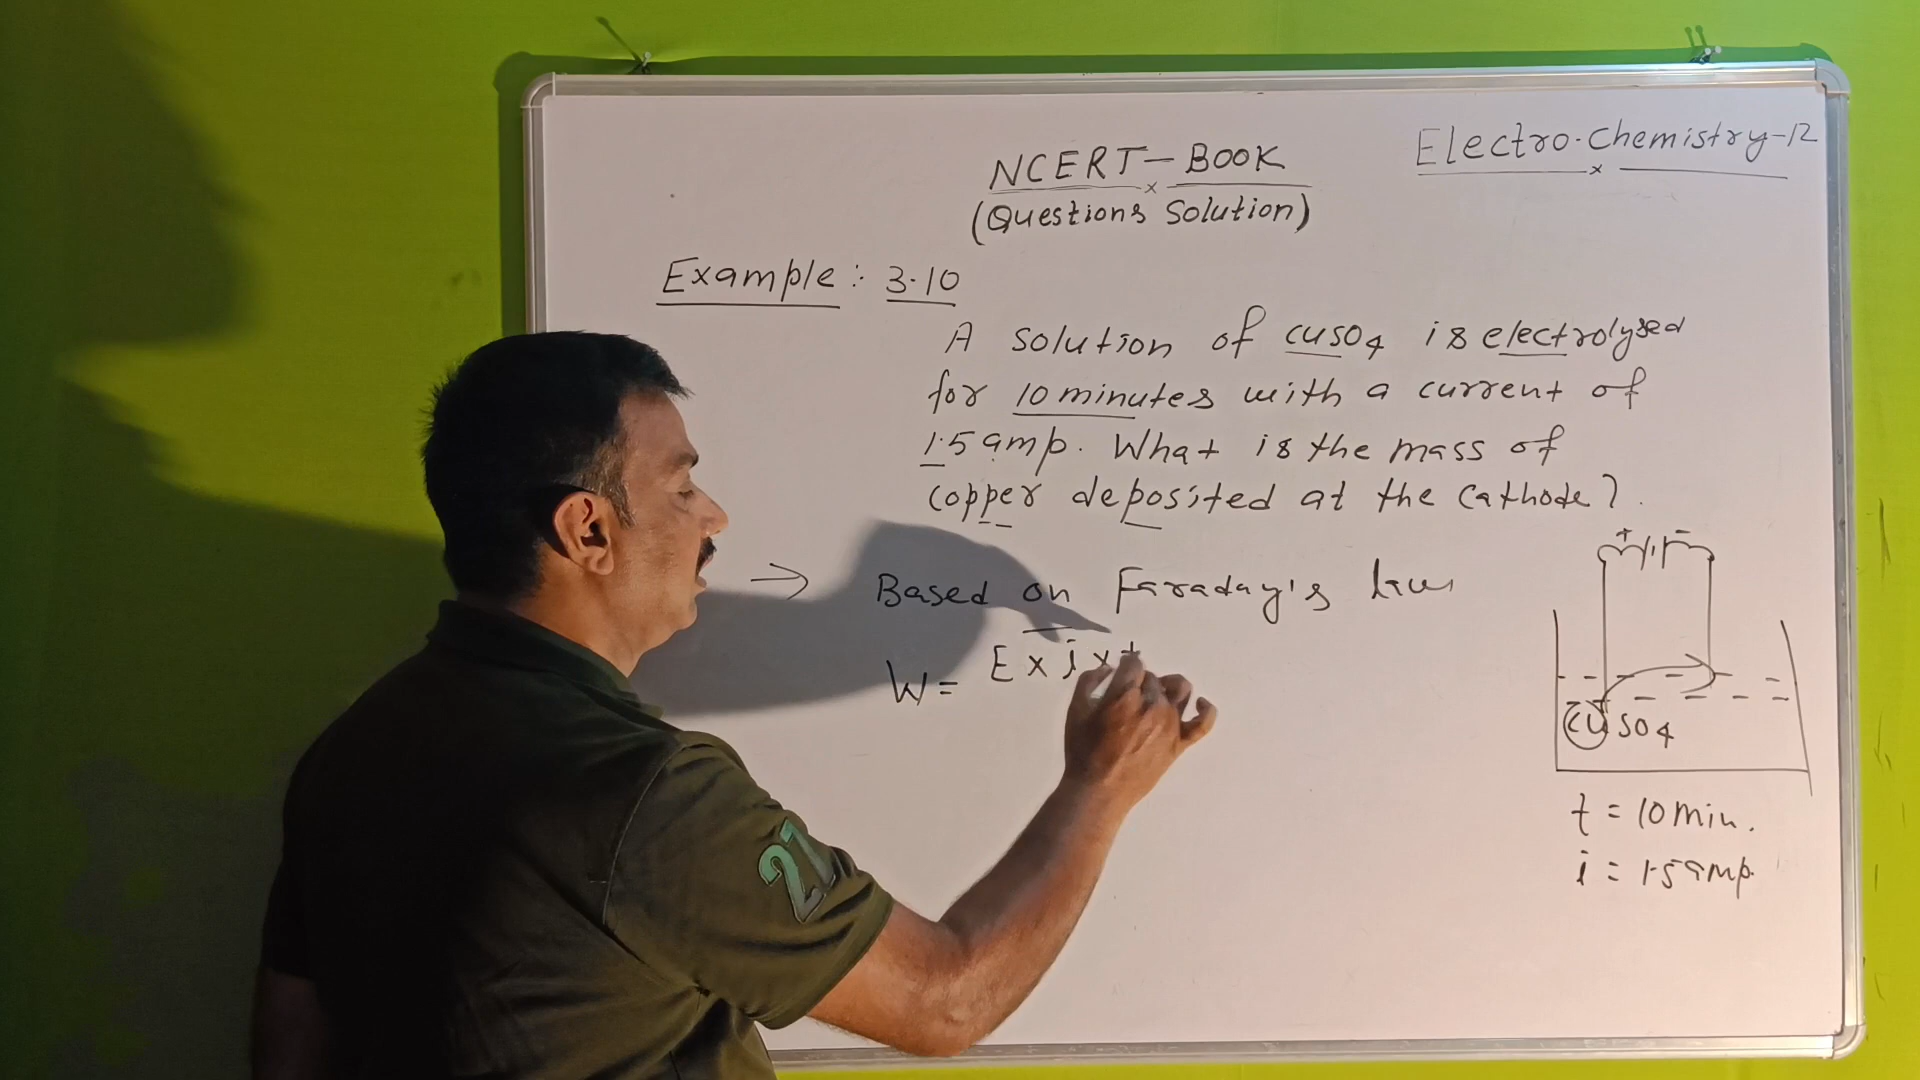 Electro-Chemistry-12
NCERT-BOOK
(Questions Solution)
Example: 3.10
A solution of CuSO4 is electrolysed
for 10 minutes with a current of
1.5 amp. What is the mass of
copper deposited at the cathode?
→ Based on Faraday's law
W = E x i x t
+ -
CuSO4
t = 10 min.
i = 1.5 amp.
27